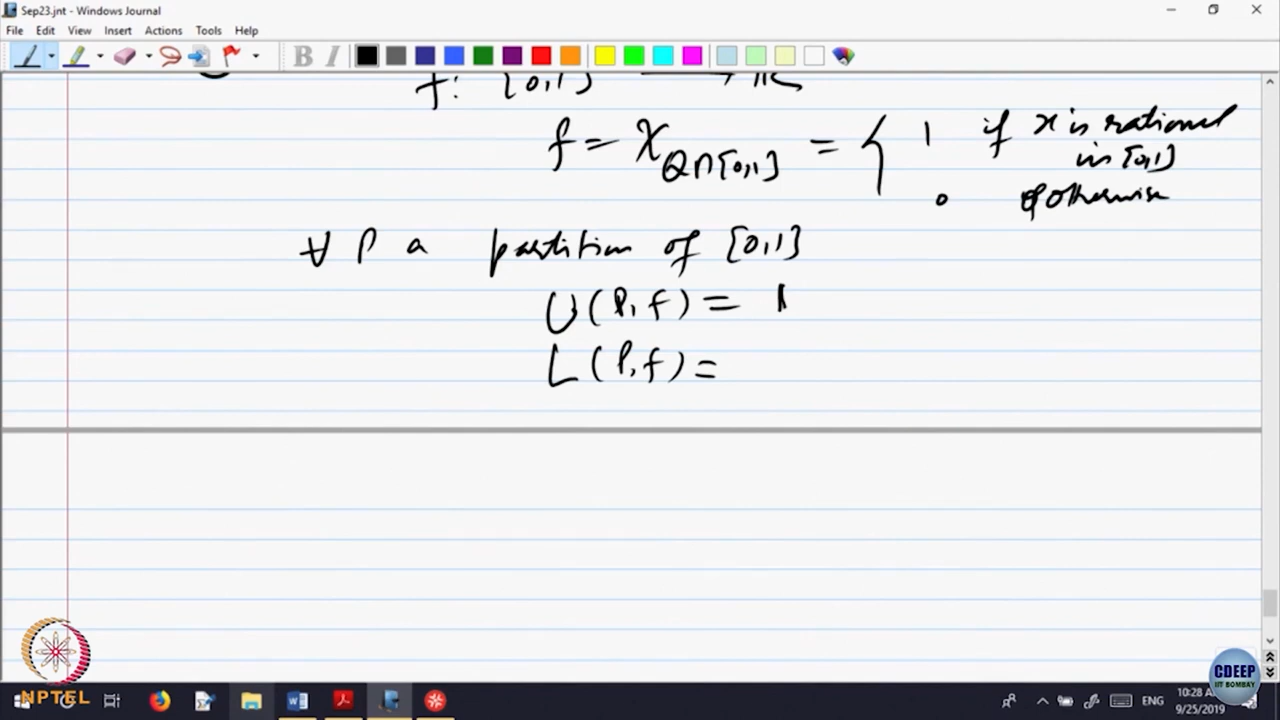 Sep23.jnt - Windows Journal
File Edit View Insert Actions Tools Help
B I
f: [0,1] → ℝ
f = χ_{Q∩[0,1]} = { 1 if x is rational
in [0,1]
0 otherwise
∀ P a partition of [0,1]
U(P,f) = 1
L(P,f) =
NPTEL
CDEEP
IIT BOMBAY
ENG
10:28 A
9/25/2019